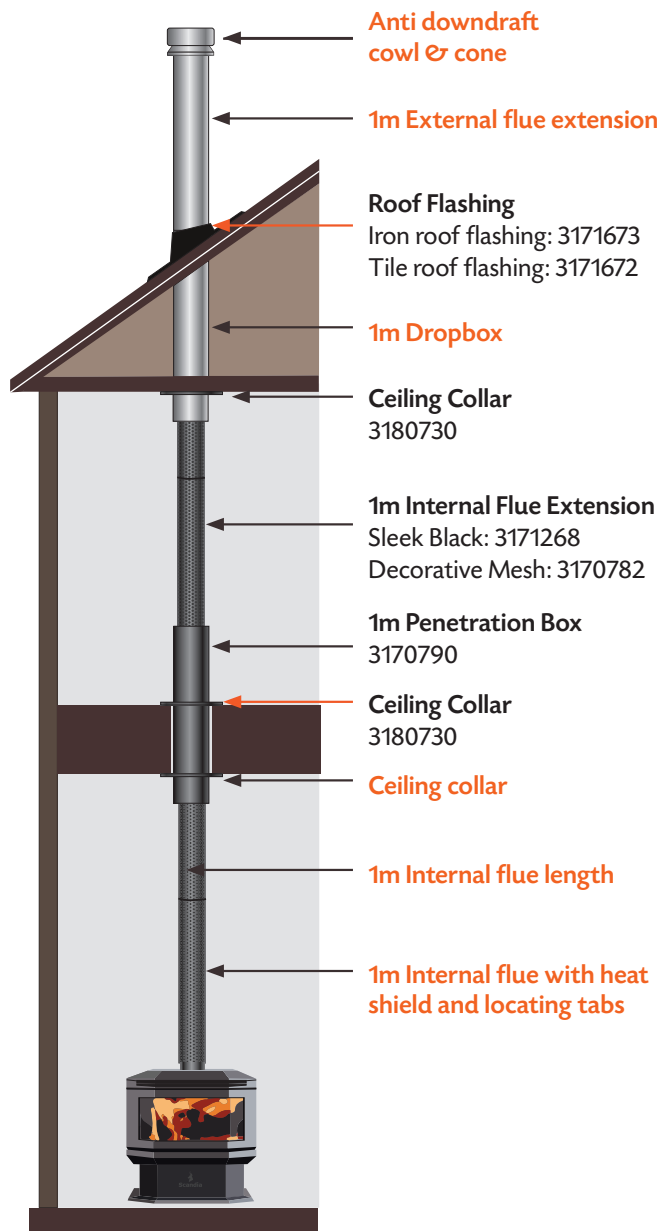 Anti downdraft
cowl & cone
1m External flue extension
Roof Flashing
Iron roof flashing: 3171673
Tile roof flashing: 3171672
1m Dropbox
Ceiling Collar
3180730
1m Internal Flue Extension
Sleek Black: 3171268
Decorative Mesh: 3170782
1m Penetration Box
3170790
Ceiling Collar
3180730
Ceiling collar
1m Internal flue length
1m Internal flue with heat
shield and locating tabs
Scandia